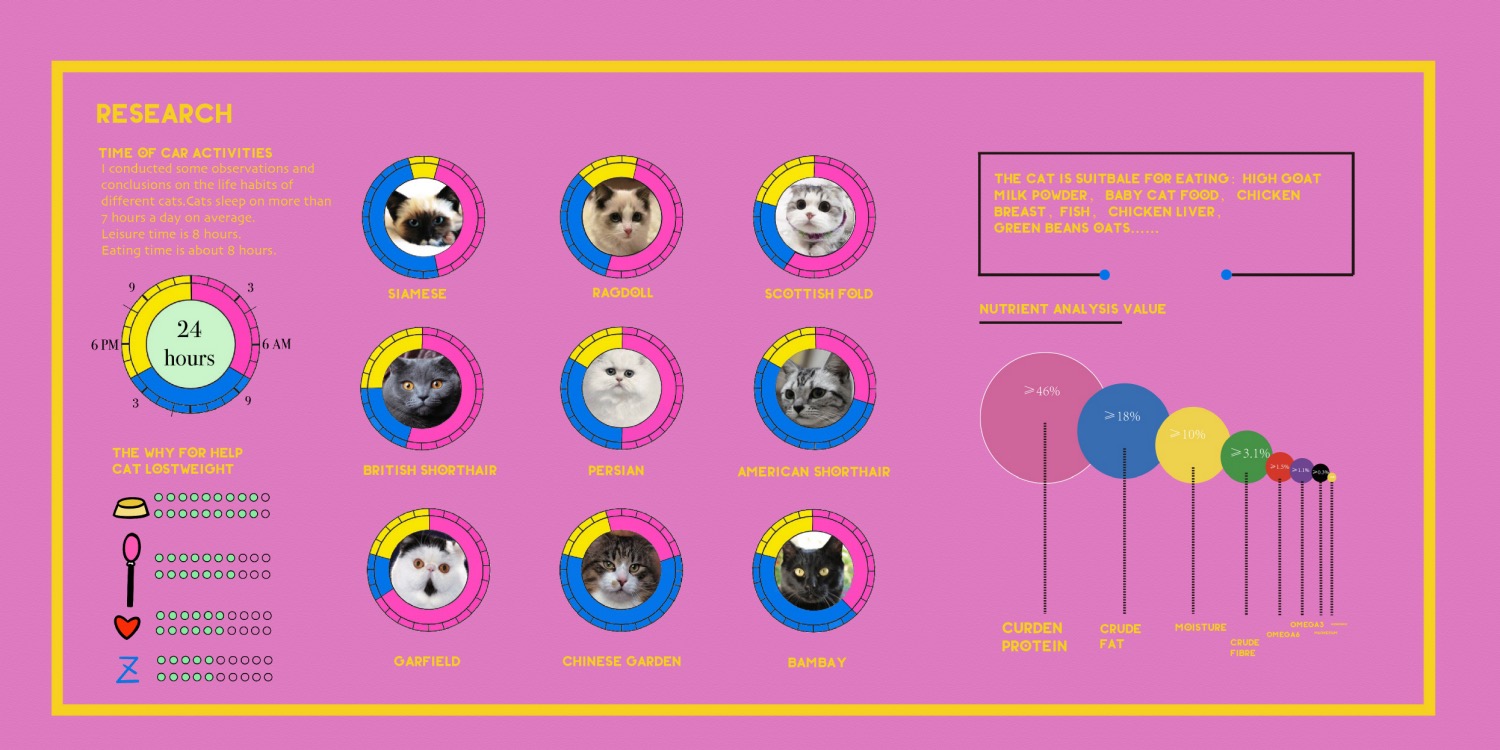 RESEARCH
TIME OF CAR ACTIVITIES
I conducted some observations and
conclusions on the life habits of
different cats.Cats sleep on more than
7 hours a day on average.
Leisure time is 8 hours.
Eating time is about 8 hours.
9
3
24
hours
6 PM
6 AM
3
9
THE WHY FOR HELP
CAT LOSTWEIGHT
Z
SIAMESE
RAGDOLL
SCOTTISH FOLD
BRITISH SHORTHAIR
PERSIAN
AMERICAN SHORTHAIR
GARFIELD
CHINESE GARDEN
BAMBAY
THE CAT IS SUITBALE FOR EATING: HIGH GOAT
MILK POWDER, BABY CAT FOOD, CHICKEN
BREAST, FISH, CHICKEN LIVER,
GREEN BEANS OATS......
NUTRIENT ANALYSIS VALUE
⩾46%
⩾18%
⩾10%
⩾3.1%
⩾1.5%
⩾1.1%
⩾0.3%
CURDEN
PROTEIN
CRUDE
FAT
MOISTURE
CRUDE
FIBRE
OMEGA6
OMEGA3